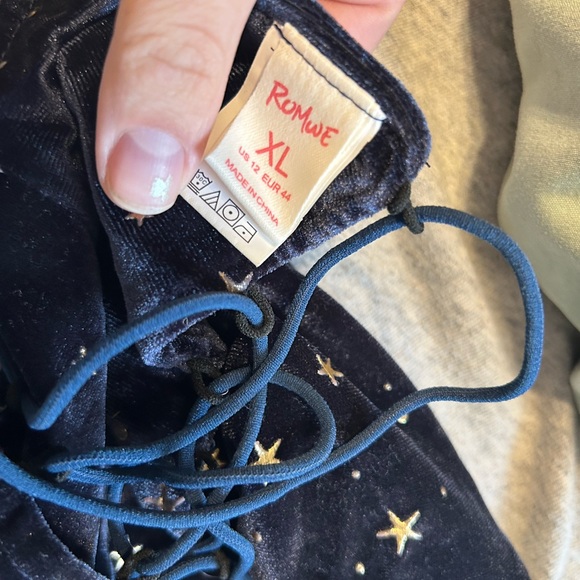 ROMWE
XL
US 12 EUR 44
MADE IN CHINA